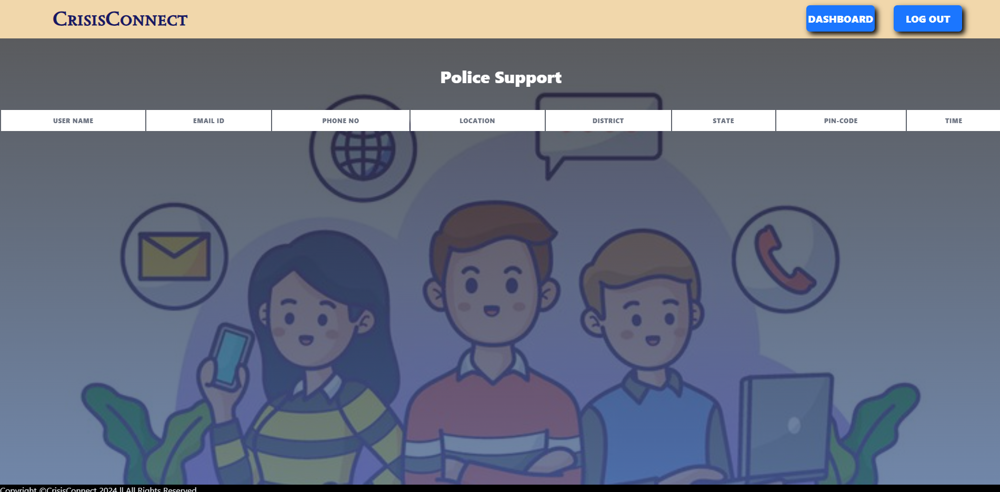 CrisisConnect
DASHBOARD
LOG OUT
Police Support
USER NAME
EMAIL ID
PHONE NO
LOCATION
DISTRICT
STATE
PIN-CODE
TIME
Copyright ©CrisisConnect 2024 || All Rights Reserved